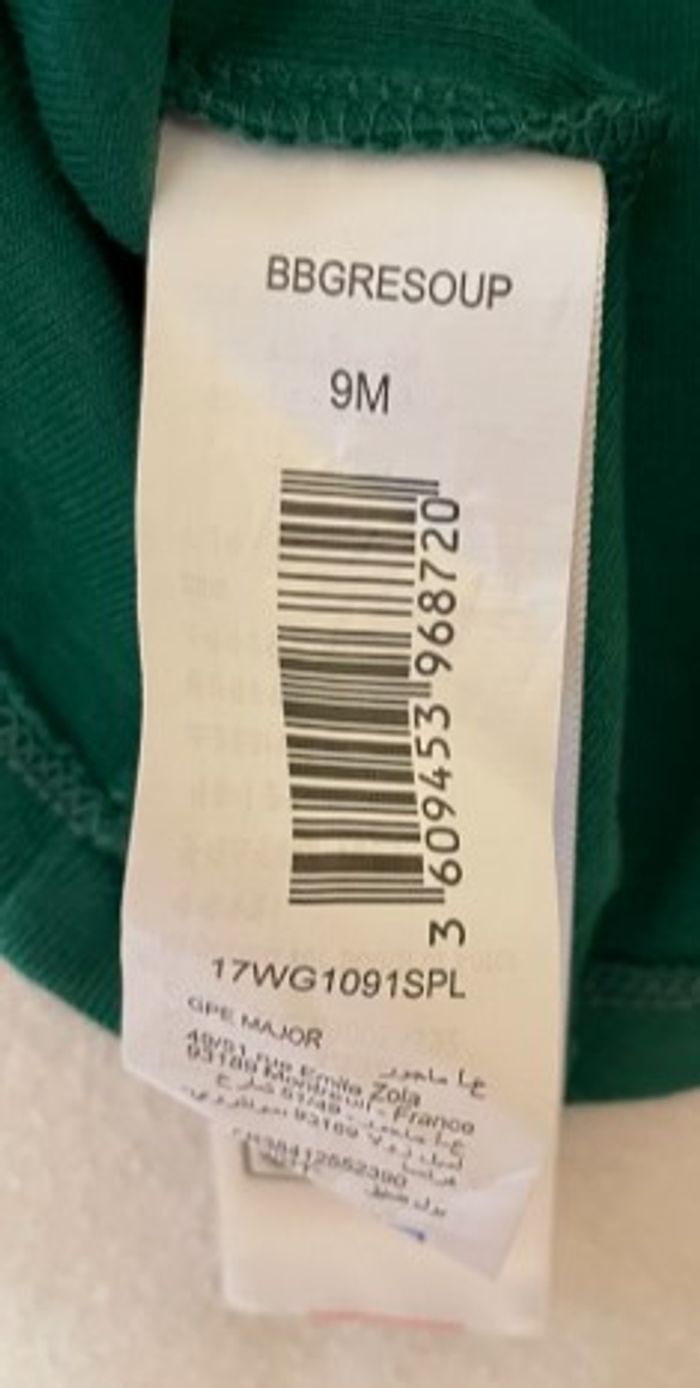 BBGRESOUP
9M
3 609453 968720
17WG1091SPL
GPE MAJOR
49/51 rue Emile Zola
93189 Montreuil - France